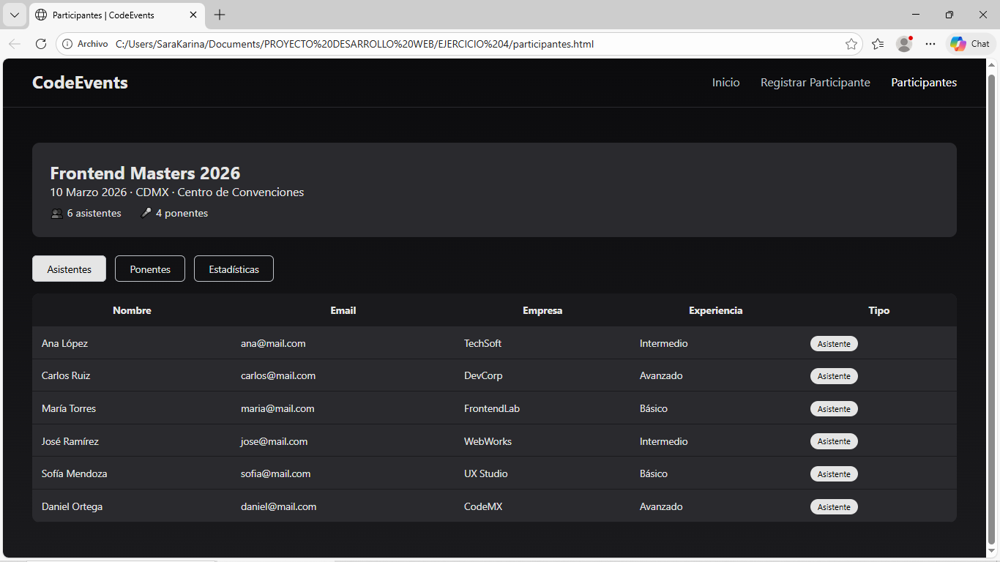 Participantes | CodeEvents
Archivo C:/Users/SaraKarina/Documents/PROYECTO%20DESARROLLO%20WEB/EJERCICIO%204/participantes.html
Chat
CodeEvents Inicio Registrar Participante Participantes
Frontend Masters 2026
10 Marzo 2026 · CDMX · Centro de Convenciones
6 asistentes 4 ponentes
Asistentes Ponentes Estadísticas
Nombre Email Empresa Experiencia Tipo
Ana López ana@mail.com TechSoft Intermedio Asistente
Carlos Ruiz carlos@mail.com DevCorp Avanzado Asistente
María Torres maria@mail.com FrontendLab Básico Asistente
José Ramírez jose@mail.com WebWorks Intermedio Asistente
Sofía Mendoza sofia@mail.com UX Studio Básico Asistente
Daniel Ortega daniel@mail.com CodeMX Avanzado Asistente